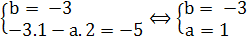 {b = −3 ⇔ {b = −3
{−3.1 − a. 2 = −5 {a = 1